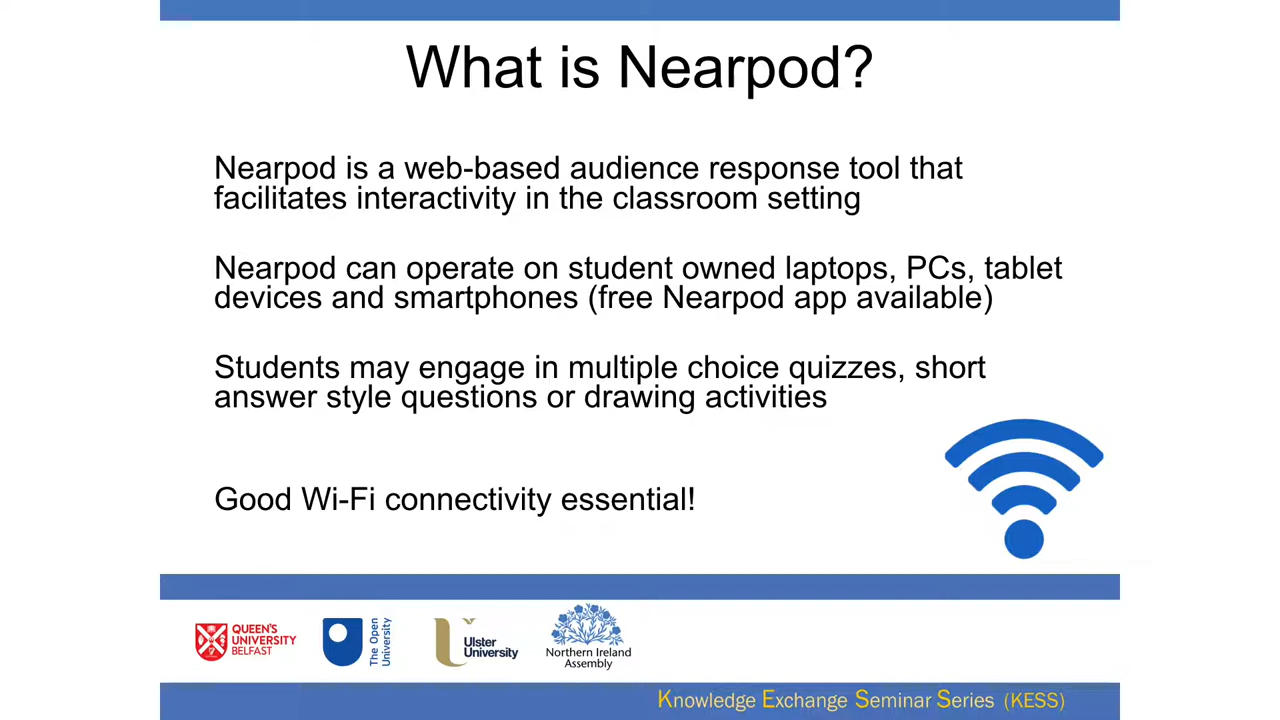 What is Nearpod?
Nearpod is a web-based audience response tool that
facilitates interactivity in the classroom setting
Nearpod can operate on student owned laptops, PCs, tablet
devices and smartphones (free Nearpod app available)
Students may engage in multiple choice quizzes, short
answer style questions or drawing activities
Good Wi-Fi connectivity essential!
QUEEN'S
UNIVERSITY
BELFAST
The Open
University
Ulster
University
Northern Ireland
Assembly
Knowledge Exchange Seminar Series (KESS)